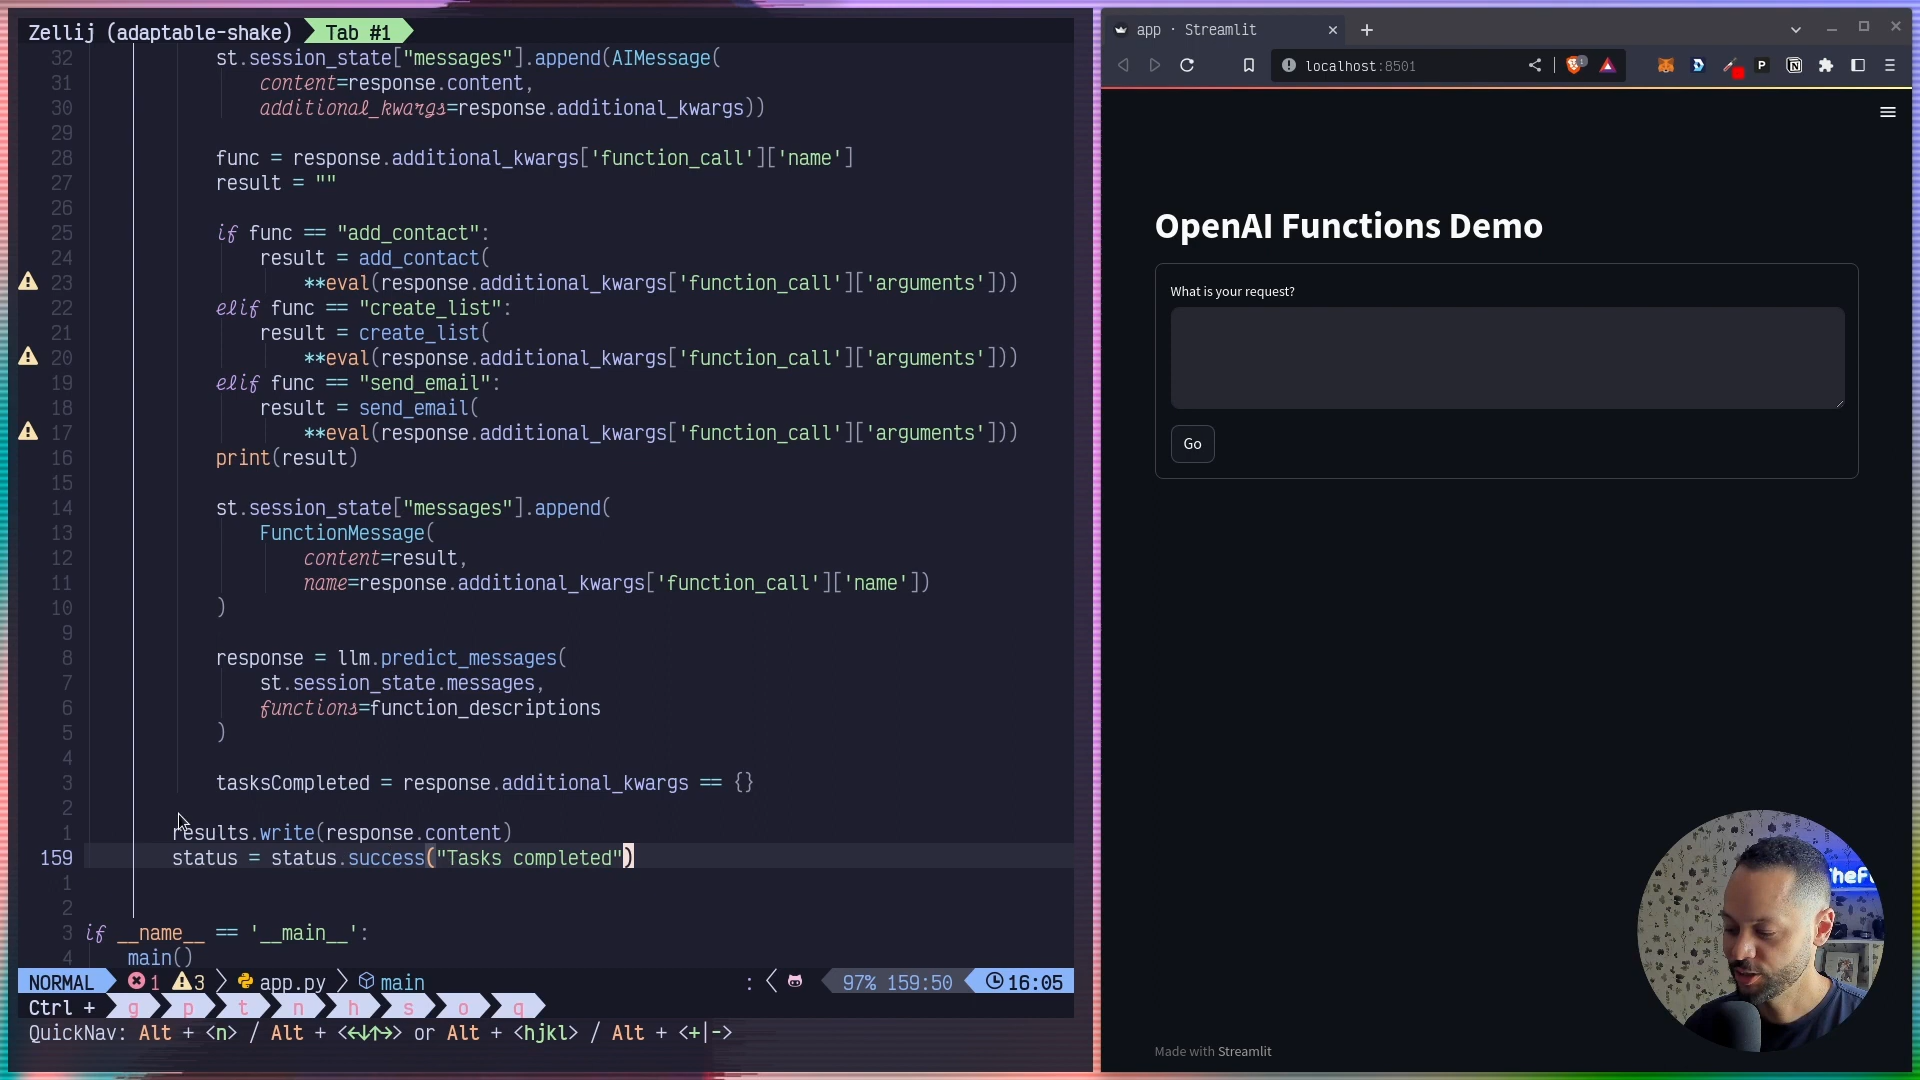 Zellij (adaptable-shake) Tab #1
32 st.session_state["messages"].append(AIMessage(
31 content=response.content,
30 additional_kwargs=response.additional_kwargs))
29
28 func = response.additional_kwargs['function_call']['name']
27 result = ""
26
25 if func == "add_contact":
24 result = add_contact(
23 **eval(response.additional_kwargs['function_call']['arguments']))
22 elif func == "create_list":
21 result = create_list(
20 **eval(response.additional_kwargs['function_call']['arguments']))
19 elif func == "send_email":
18 result = send_email(
17 **eval(response.additional_kwargs['function_call']['arguments']))
16 print(result)
15
14 st.session_state["messages"].append(
13 FunctionMessage(
12 content=result,
11 name=response.additional_kwargs['function_call']['name'])
10 )
9
8 response = llm.predict_messages(
7 st.session_state.messages,
6 functions=function_descriptions
5 )
4
3 tasksCompleted = response.additional_kwargs == {}
2
1 results.write(response.content)
159 status = status.success("Tasks completed")
1
2
3 if __name__ == '__main__':
4 main()
NORMAL 1 3 app.py main : 97% 159:50 16:05
Ctrl + g p t n h s o q
QuickNav: Alt + <n> / Alt + <←↓↑→> or Alt + <hjkl> / Alt + <+|->
app · Streamlit
localhost:8501
OpenAI Functions Demo
What is your request?
Go
Made with Streamlit